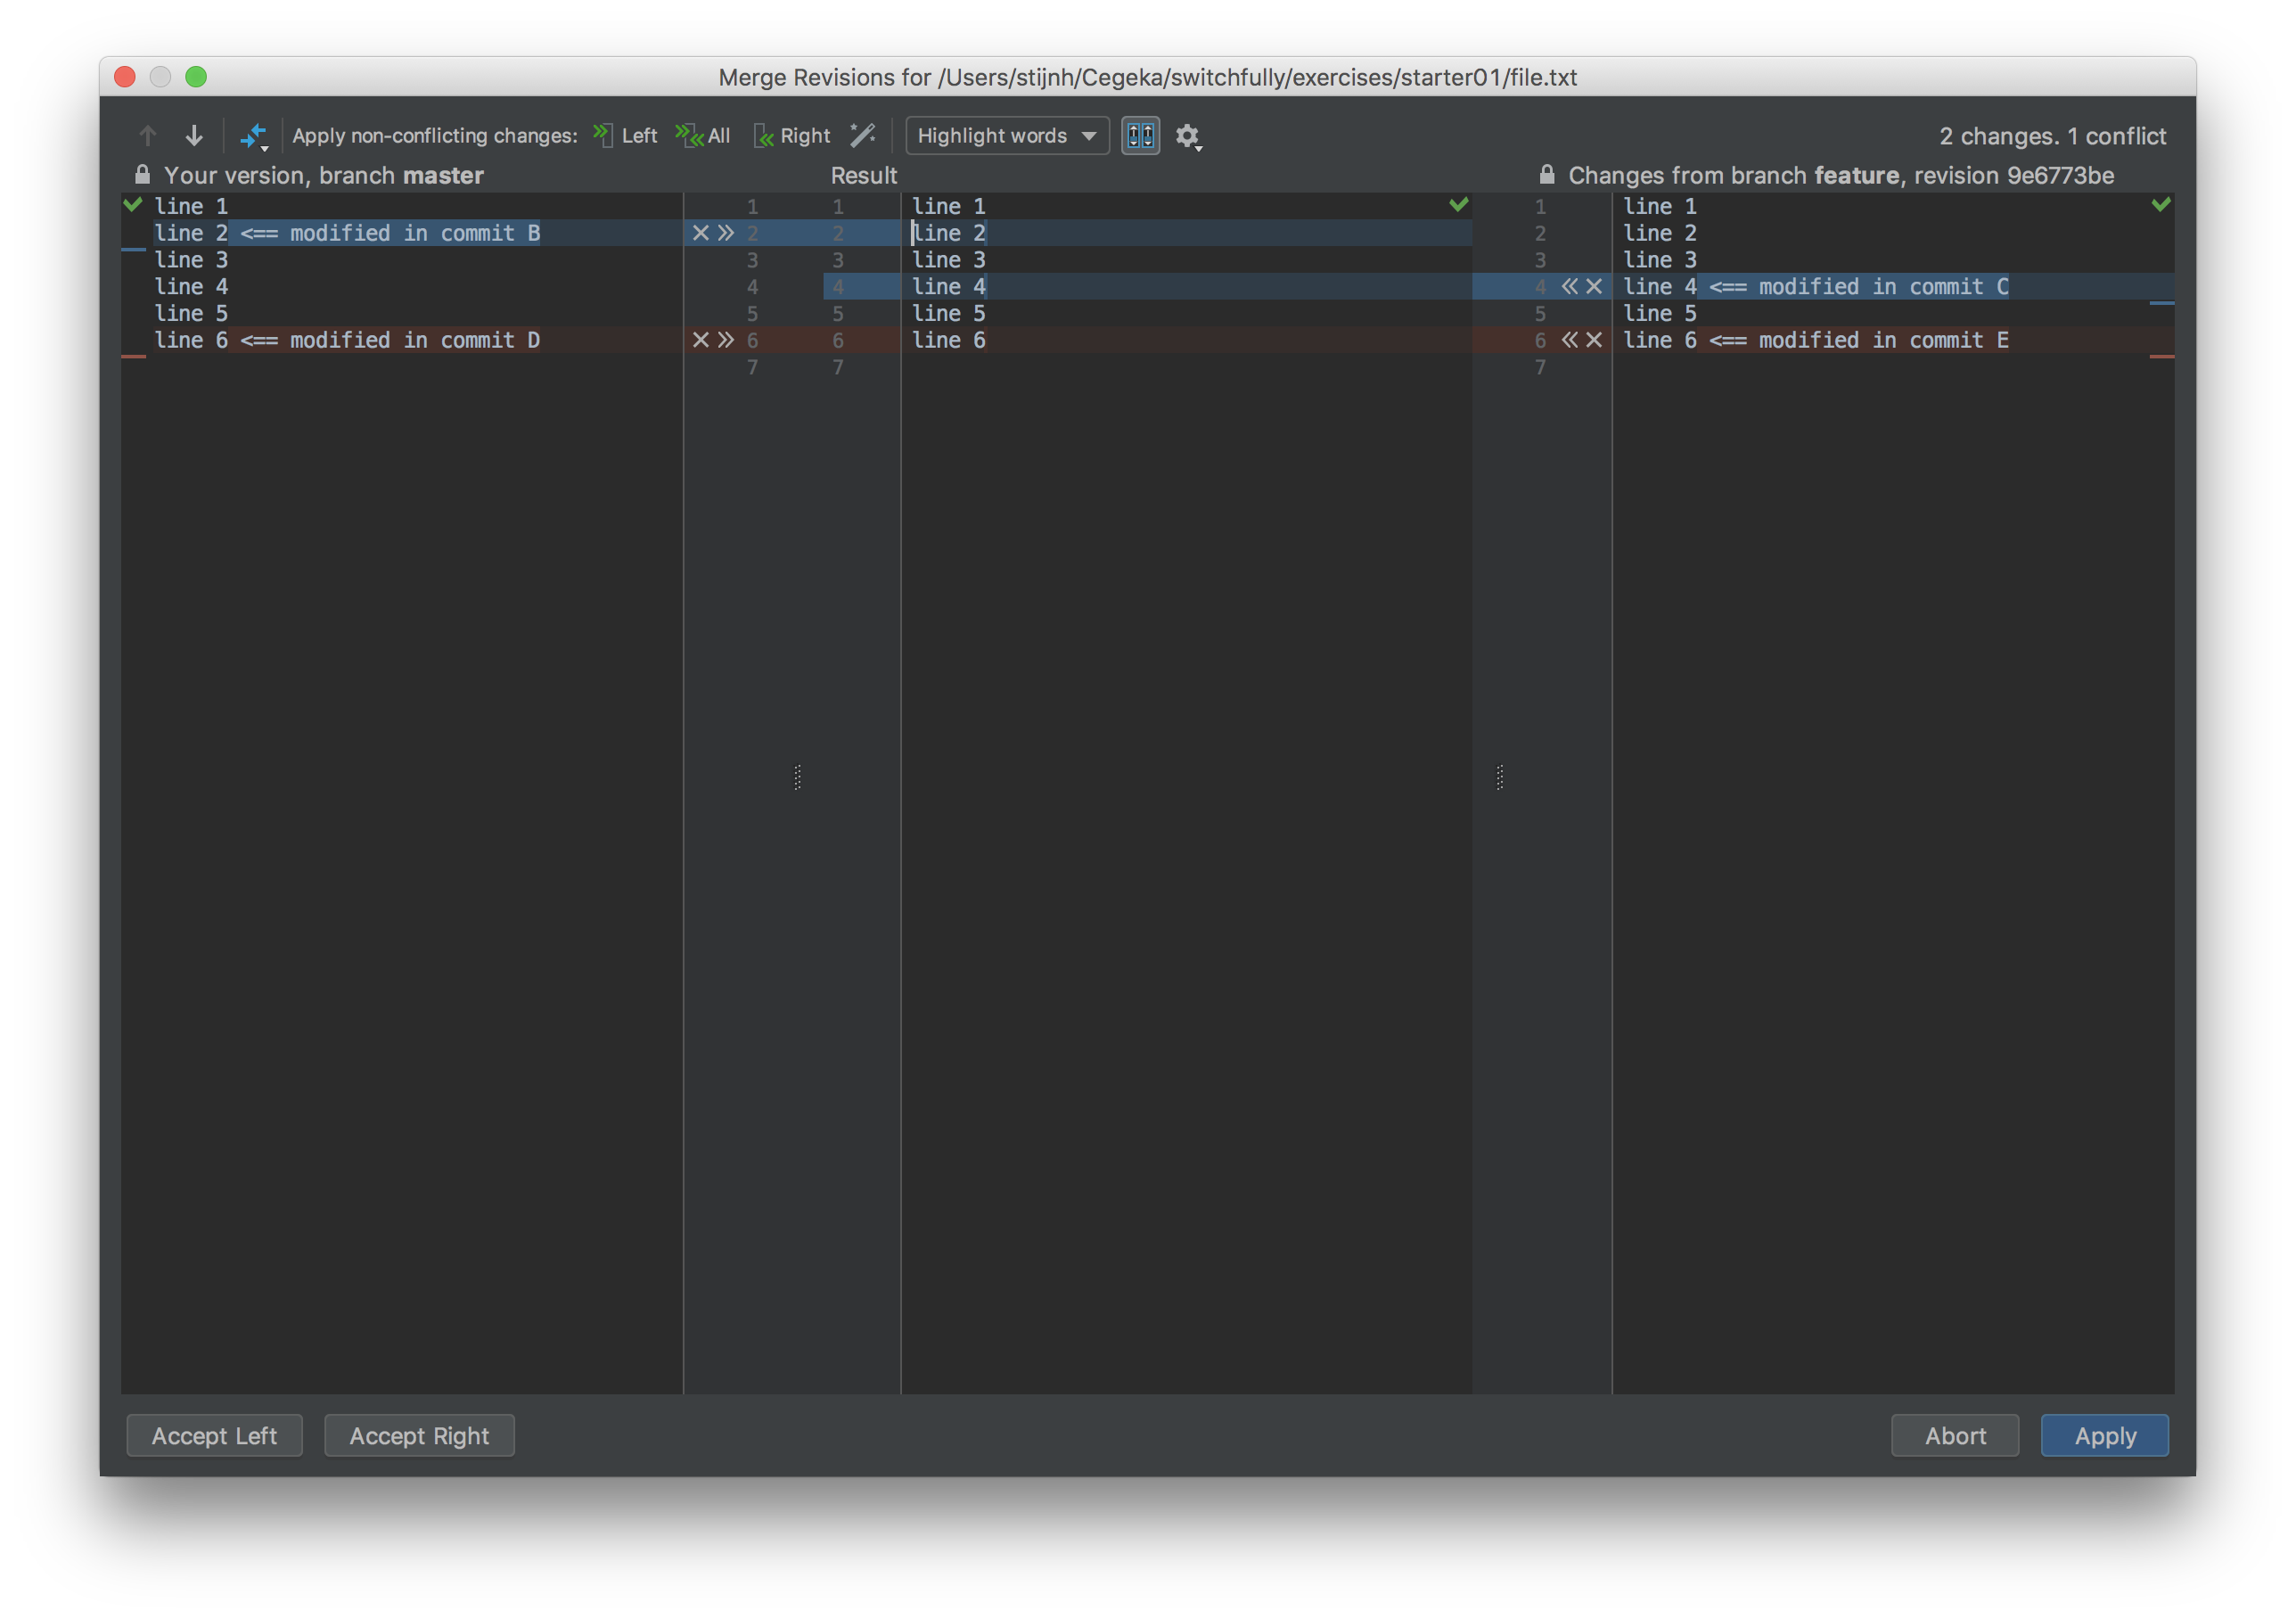 Merge Revisions for /Users/stijnh/Cegeka/switchfully/exercises/starter01/file.txt
Apply non-conflicting changes: Left All Right Highlight words 2 changes. 1 conflict
Your version, branch master Result Changes from branch feature, revision 9e6773be
line 1 1 1 line 1 1 line 1
line 2 <== modified in commit B 2 2 line 2 2 line 2
line 3 3 3 line 3 3 line 3
line 4 4 4 line 4 4 line 4 <== modified in commit C
line 5 5 5 line 5 5 line 5
line 6 <== modified in commit D 6 6 line 6 6 line 6 <== modified in commit E
7 7 7
Accept Left Accept Right Abort Apply